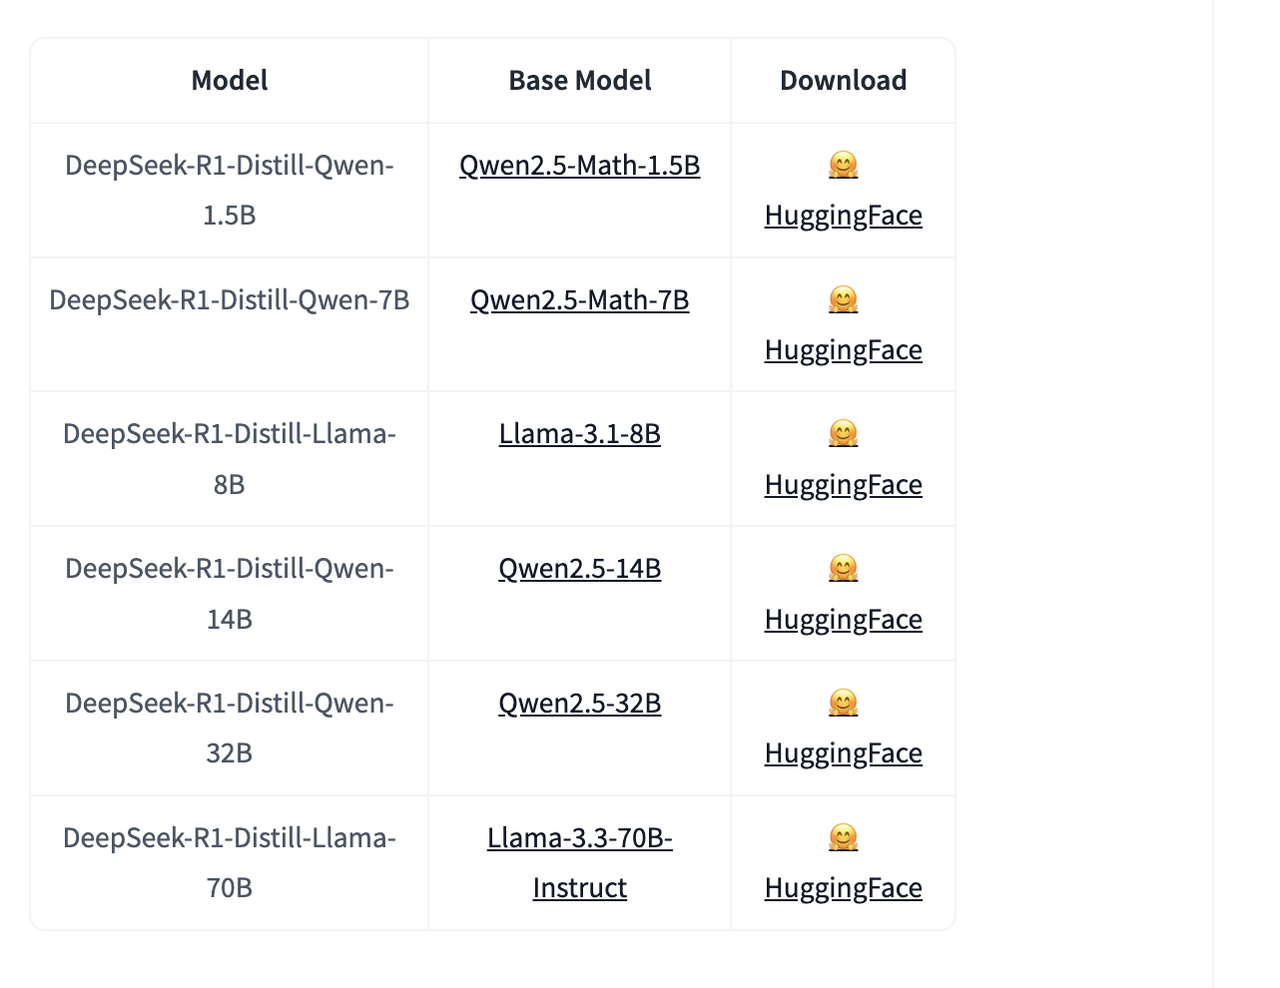 Model Base Model Download
DeepSeek-R1-Distill-Qwen- Qwen2.5-Math-1.5B 🤗
1.5B HuggingFace
DeepSeek-R1-Distill-Qwen-7B Qwen2.5-Math-7B 🤗
HuggingFace
DeepSeek-R1-Distill-Llama- Llama-3.1-8B 🤗
8B HuggingFace
DeepSeek-R1-Distill-Qwen- Qwen2.5-14B 🤗
14B HuggingFace
DeepSeek-R1-Distill-Qwen- Qwen2.5-32B 🤗
32B HuggingFace
DeepSeek-R1-Distill-Llama- Llama-3.3-70B- 🤗
70B Instruct HuggingFace